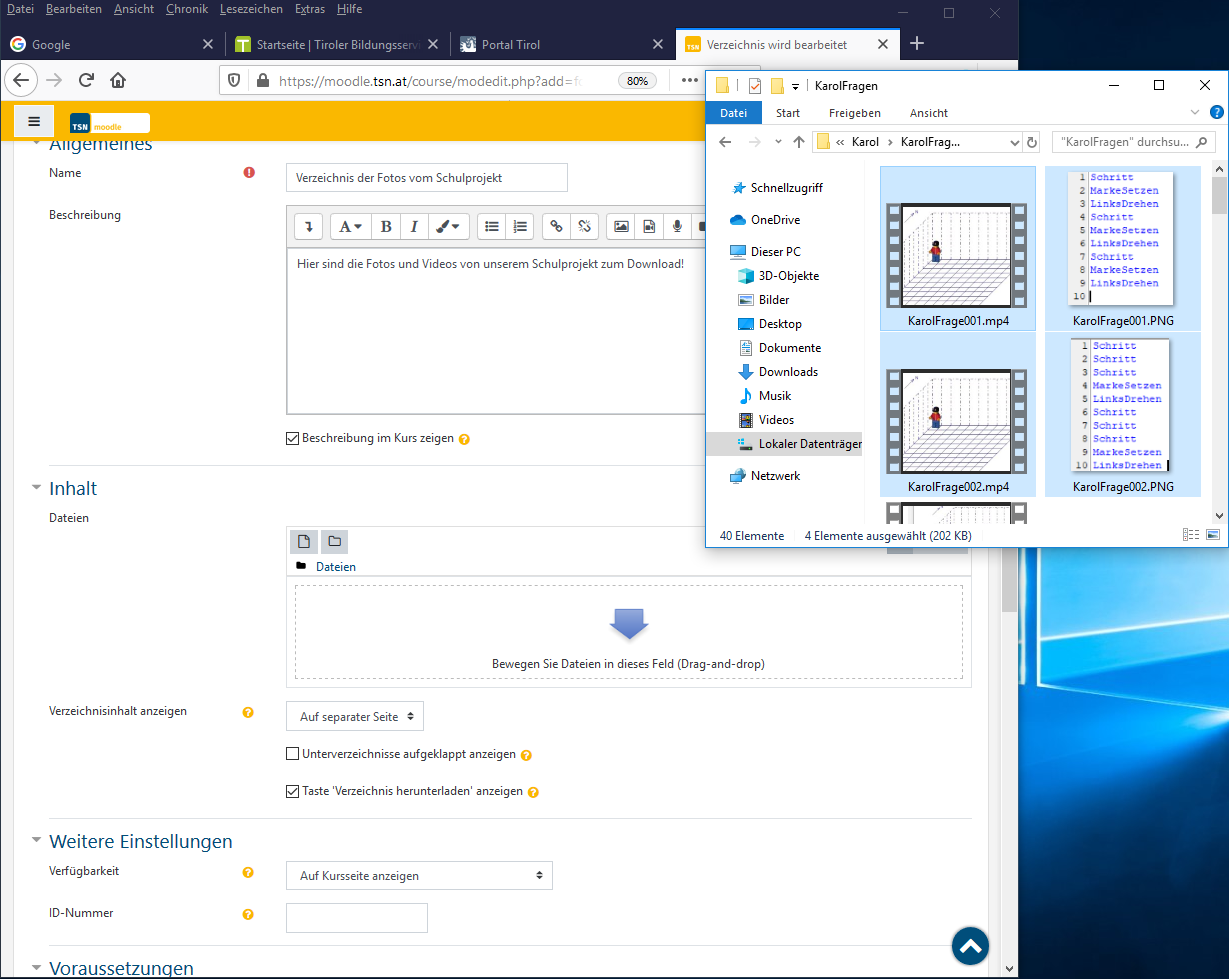 Datei Bearbeiten Ansicht Chronik Lesezeichen Extras Hilfe
Google
Startseite | Tiroler Bildungsserv
Portal Tirol
Verzeichnis wird bearbeitet
https://moodle.tsn.at/course/modedit.php?add=fo
80%
TSN moodle
Allgemeines
Name
Verzeichnis der Fotos vom Schulprojekt
Beschreibung
A B I
Hier sind die Fotos und Videos von unserem Schulprojekt zum Download!
Beschreibung im Kurs zeigen
Inhalt
Dateien
Dateien
Bewegen Sie Dateien in dieses Feld (Drag-and-drop)
Verzeichnisinhalt anzeigen
Auf separater Seite
Unterverzeichnisse aufgeklappt anzeigen
Taste 'Verzeichnis herunterladen' anzeigen
Weitere Einstellungen
Verfügbarkeit
Auf Kursseite anzeigen
ID-Nummer
Voraussetzungen
KarolFragen
Datei Start Freigeben Ansicht
« Karol › KarolFrag...
"KarolFragen" durchsu...
Schnellzugriff
OneDrive
Dieser PC
3D-Objekte
Bilder
Desktop
Dokumente
Downloads
Musik
Videos
Lokaler Datenträger
Netzwerk
KarolFrage001.mp4
1 Schritt
2 MarkeSetzen
3 LinksDrehen
4 Schritt
5 MarkeSetzen
6 LinksDrehen
7 Schritt
8 MarkeSetzen
9 LinksDrehen
10
KarolFrage001.PNG
KarolFrage002.mp4
1 Schritt
2 Schritt
3 Schritt
4 MarkeSetzen
5 LinksDrehen
6 Schritt
7 Schritt
8 Schritt
9 MarkeSetzen
10 LinksDrehen
KarolFrage002.PNG
40 Elemente 4 Elemente ausgewählt (202 KB)